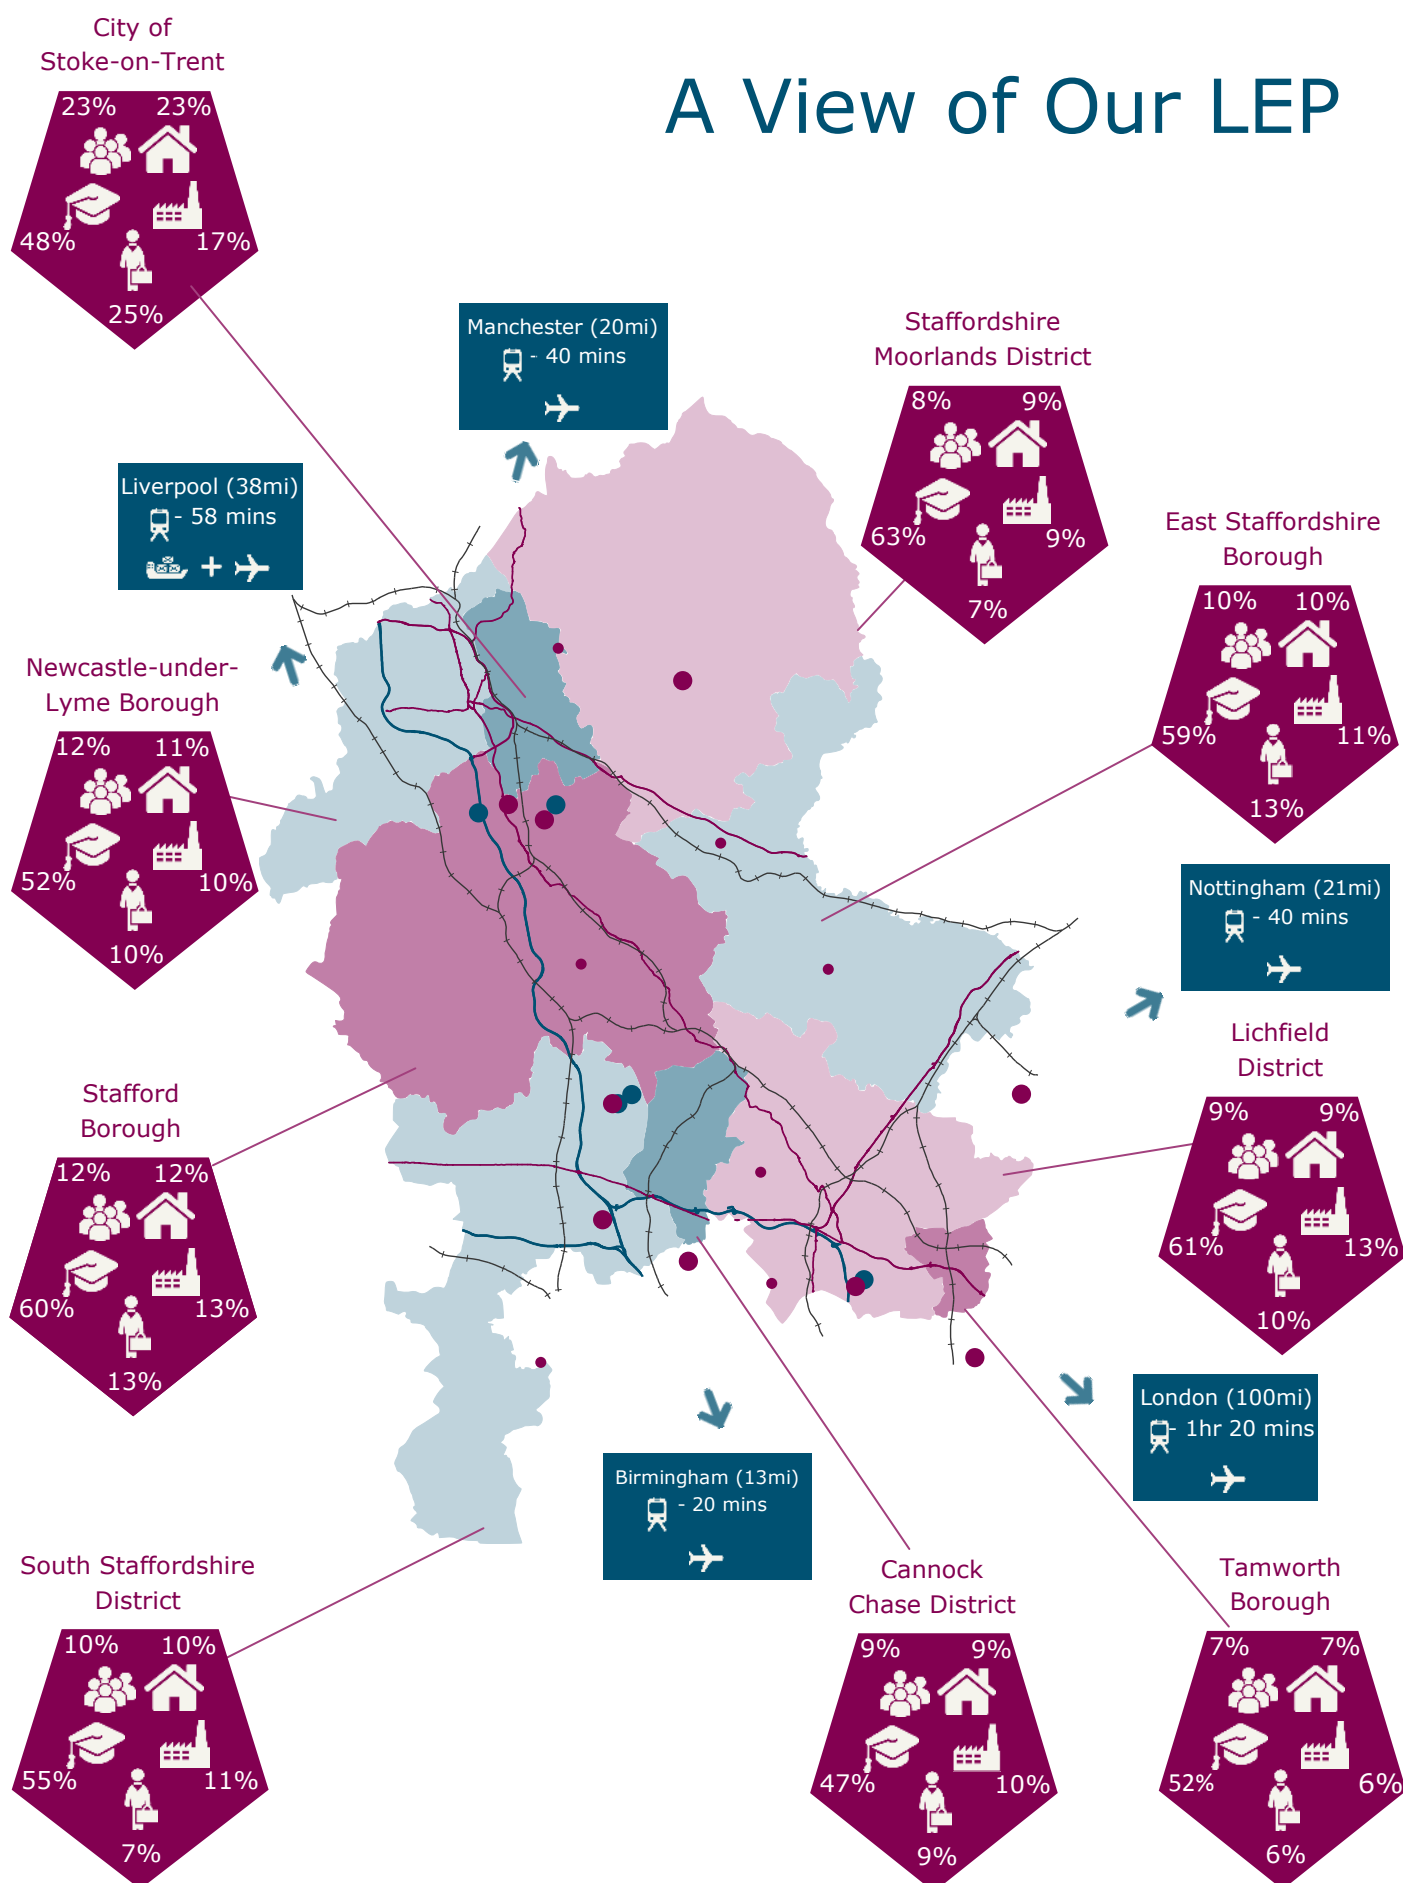 City of
Stoke-on-Trent
23% 23%
48% 17%
25%
A View of Our LEP
Manchester (20mi)
- 40 mins
Staffordshire
Moorlands District
8% 9%
63% 9%
7%
Liverpool (38mi)
- 58 mins
+
East Staffordshire
Borough
10% 10%
59% 11%
13%
Newcastle-under-
Lyme Borough
12% 11%
52% 10%
10%
Nottingham (21mi)
- 40 mins
Lichfield
District
9% 9%
61% 13%
10%
Stafford
Borough
12% 12%
60% 13%
13%
London (100mi)
- 1hr 20 mins
Birmingham (13mi)
- 20 mins
South Staffordshire
District
10% 10%
55% 11%
7%
Cannock
Chase District
9% 9%
47% 10%
9%
Tamworth
Borough
7% 7%
52% 6%
6%